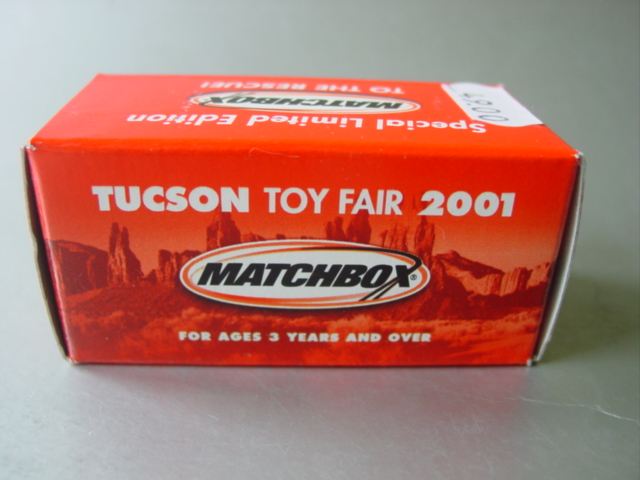 TO THE RESCUE!
MATCHBOX
Special Limited Edition
TUCSON TOY FAIR 2001
MATCHBOX®
FOR AGES 3 YEARS AND OVER